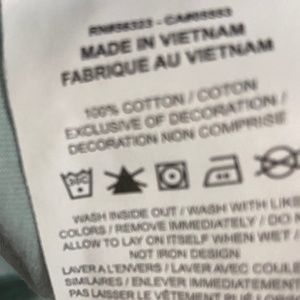 MADE IN VIETNAM
FABRIQUE AU VIETNAM
100% COTTON / COTON
EXCLUSIVE OF DECORATION /
DECORATION NON COMPRISE
WASH INSIDE OUT / WASH WITH LIKE
COLORS / REMOVE IMMEDIATELY / DO
ALLOW TO LAY ON ITSELF WHEN WET /
NOT IRON DESIGN
LAVER A L'ENVERS / LAVER AVEC COULE
SIMILAIRES / ENLEVER IMMEDIATEMENT
PAS LAISSER LE VÊTEMENT